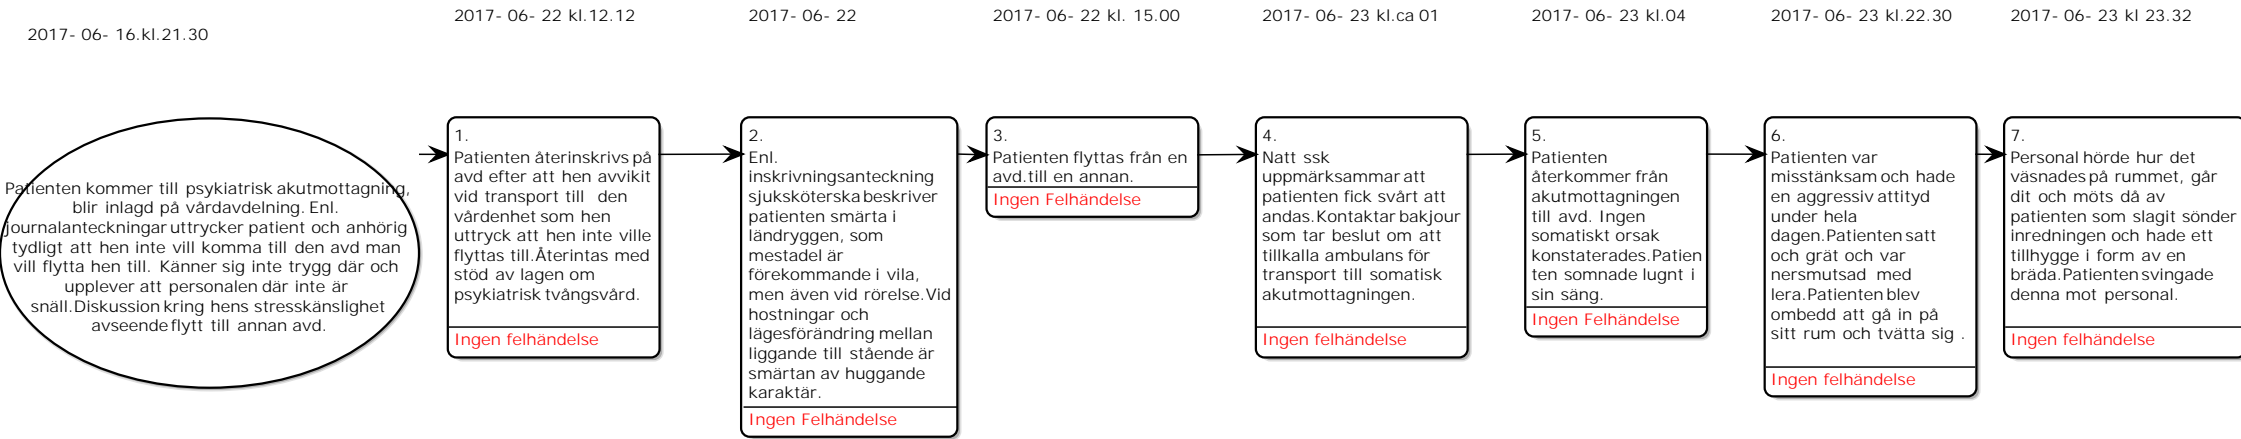 2017- 06- 16.kl.21.30
Patienten kommer till psykiatrisk akutmottagning,
blir inlagd på vårdavdelning. Enl.
journalanteckningar uttrycker patient och anhörig
tydligt att hen inte vill komma till den avd man
vill flytta hen till. Känner sig inte trygg där och
upplever att personalen där inte är
snäll.Diskussion kring hens stresskänslighet
avseende flytt till annan avd.
2017- 06- 22 kl.12.12
1.
Patienten återinskrivs på
avd efter att hen avvikit
vid transport till den
vårdenhet som hen
uttryck att hen inte ville
flyttas till.Återintas med
stöd av lagen om
psykiatrisk tvångsvård.
Ingen felhändelse
2017- 06- 22
2.
Enl.
inskrivningsanteckning
sjuksköterska beskriver
patienten smärta i
ländryggen, som
mestadel är
förekommande i vila,
men även vid rörelse.Vid
hostningar och
lägesförändring mellan
liggande till stående är
smärtan av huggande
karaktär.
Ingen Felhändelse
2017- 06- 22 kl. 15.00
3.
Patienten flyttas från en
avd.till en annan.
Ingen Felhändelse
2017- 06- 23 kl.ca 01
4.
Natt ssk
uppmärksammar att
patienten fick svårt att
andas.Kontaktar bakjour
som tar beslut om att
tillkalla ambulans för
transport till somatisk
akutmottagningen.
Ingen felhändelse
2017- 06- 23 kl.04
5.
Patienten
återkommer från
akutmottagningen
till avd. Ingen
somatiskt orsak
konstaterades.Patien
ten somnade lugnt i
sin säng.
Ingen Felhändelse
2017- 06- 23 kl.22.30
6.
Patienten var
misstänksam och hade
en aggressiv attityd
under hela
dagen.Patienten satt
och grät och var
nersmutsad med
lera.Patienten blev
ombedd att gå in på
sitt rum och tvätta sig .
Ingen felhändelse
2017- 06- 23 kl 23.32
7.
Personal hörde hur det
väsnades på rummet, går
dit och möts då av
patienten som slagit sönder
inredningen och hade ett
tillhygge i form av en
bräda.Patienten svingade
denna mot personal.
Ingen felhändelse